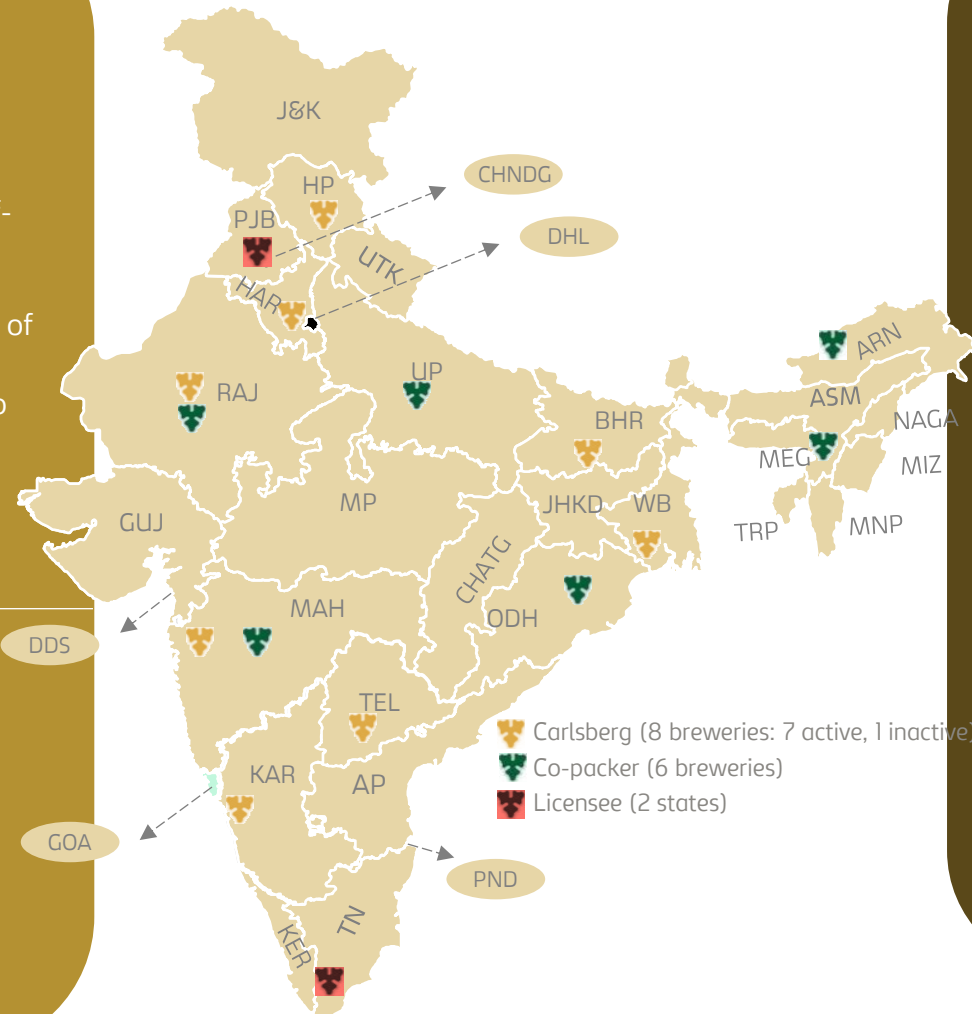 J&K
CHNDG
HP
-
PJB
DHL
UTK
HAR
of
ARN
UP
RAJ
ASM
BHR
NAGA
MEG
MIZ
MP
JHKD
WB
GUJ
TRP
MNP
CHATG
MAH
ODH
DDS
TEL
Carlsberg (8 breweries: 7 active, 1 inactive)
Co-packer (6 breweries)
KAR
AP
Licensee (2 states)
GOA
PND
TN
KER